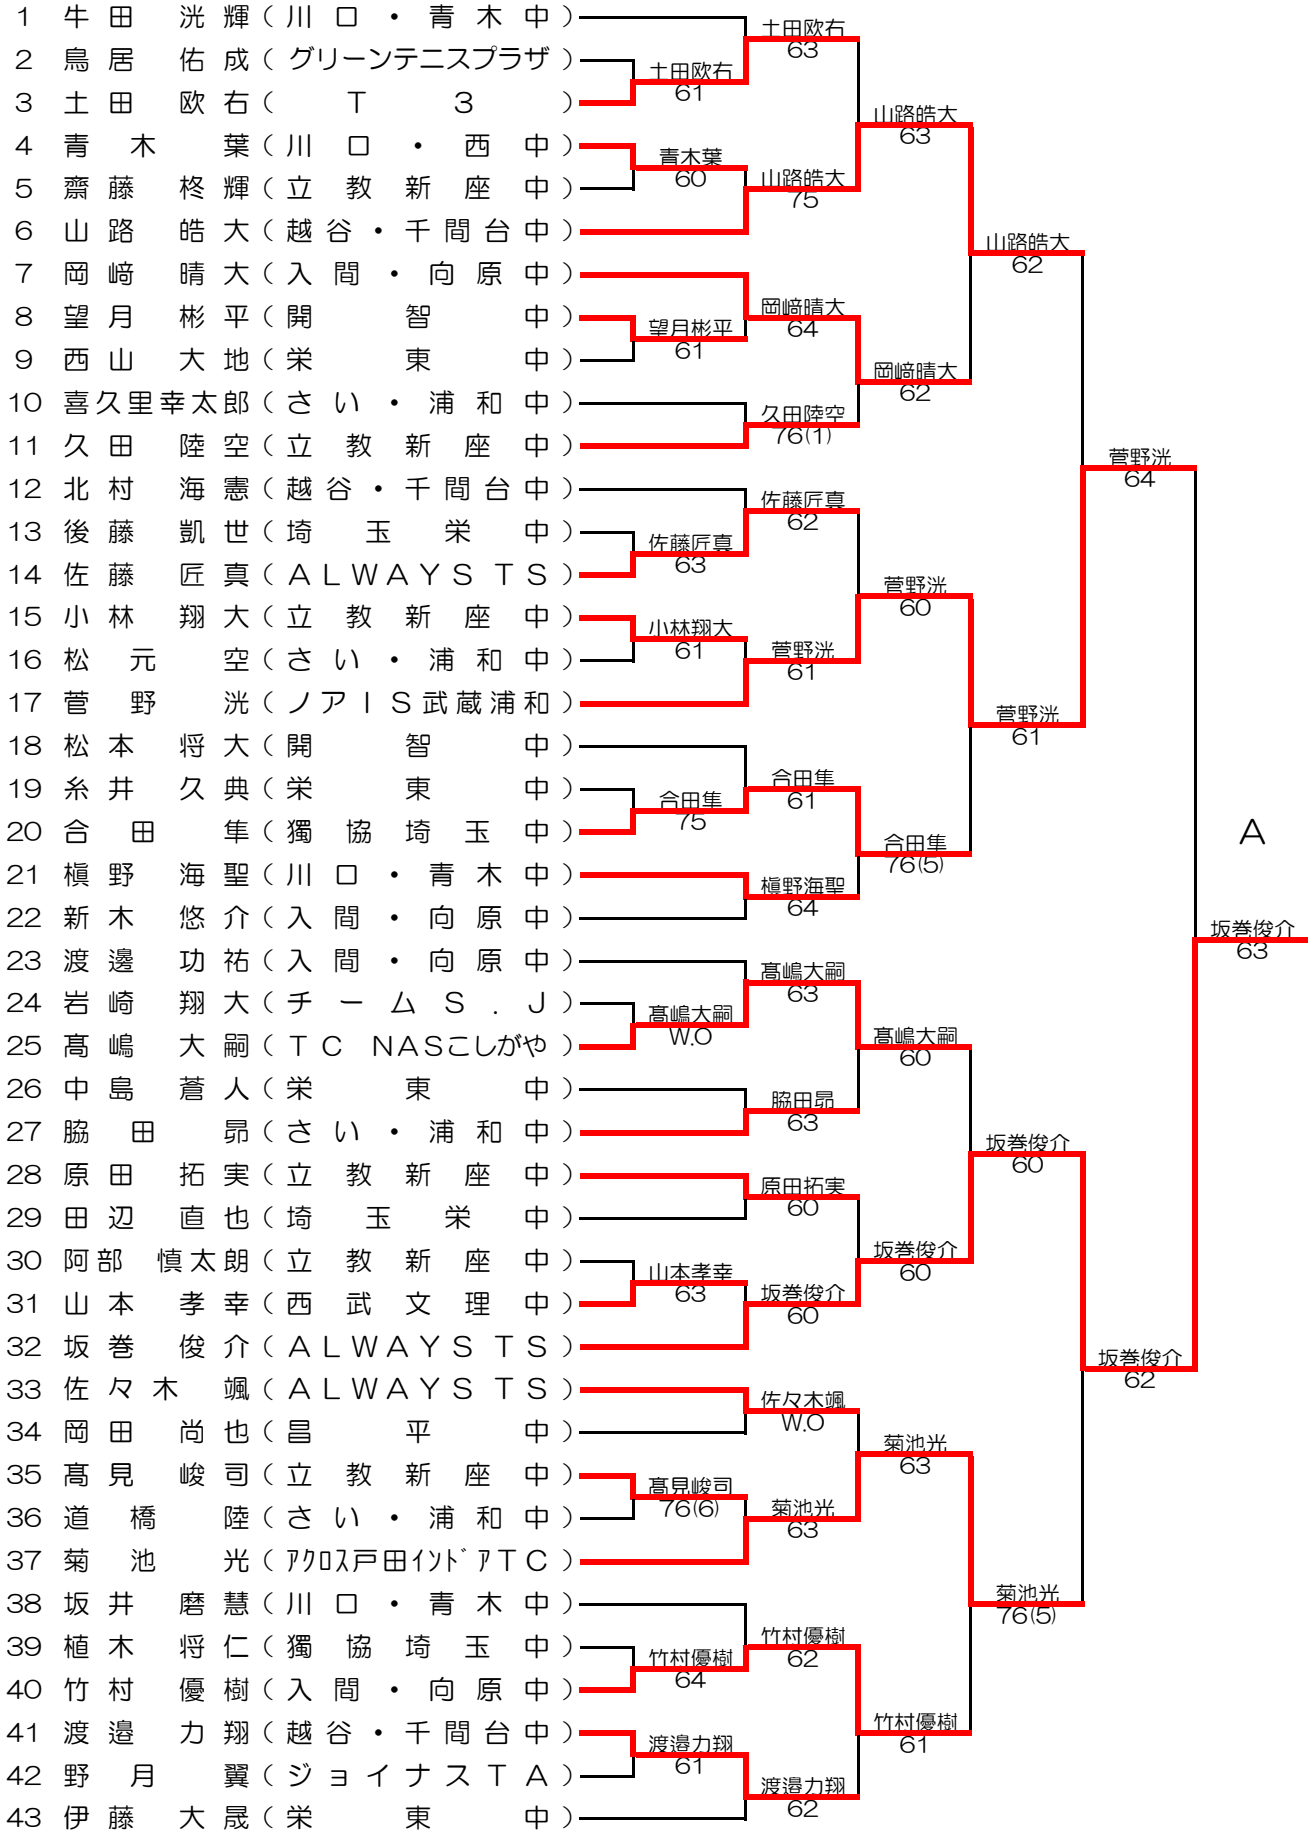 1 牛田 洸輝(川口・青木中)
2 鳥居 佑成(グリーンテニスプラザ)
3 土田 欧右(T3)
4 青木 葉(川口・西中)
5 齋藤 柊輝(立教新座中)
6 山路 皓大(越谷・千間台中)
7 岡﨑 晴大(入間・向原中)
8 望月 彬平(開智中)
9 西山 大地(栄東中)
10 喜久里幸太郎(さい・浦和中)
11 久田 陸空(立教新座中)
12 北村 海憲(越谷・千間台中)
13 後藤 凱世(埼玉栄中)
14 佐藤 匠真(ALWAYS TS)
15 小林 翔大(立教新座中)
16 松元 空(さい・浦和中)
17 菅野 洸(ノアIS武蔵浦和)
18 松本 将大(開智中)
19 糸井 久典(栄東中)
20 合田 隼(獨協埼玉中)
21 槇野 海聖(川口・青木中)
22 新木 悠介(入間・向原中)
23 渡邊 功祐(入間・向原中)
24 岩崎 翔大(チームS.J)
25 髙嶋 大嗣(TC NASこしがや)
26 中島 蒼人(栄東中)
27 脇田 昴(さい・浦和中)
28 原田 拓実(立教新座中)
29 田辺 直也(埼玉栄中)
30 阿部 慎太朗(立教新座中)
31 山本 孝幸(西武文理中)
32 坂巻 俊介(ALWAYS TS)
33 佐々木 颯(ALWAYS TS)
34 岡田 尚也(昌平中)
35 髙見 峻司(立教新座中)
36 道橋 陸(さい・浦和中)
37 菊池 光(アクロス戸田インドアTC)
38 坂井 磨慧(川口・青木中)
39 植木 将仁(獨協埼玉中)
40 竹村 優樹(入間・向原中)
41 渡邉 力翔(越谷・千間台中)
42 野月 翼(ジョイナスTA)
43 伊藤 大晟(栄東中)
土田欧右
61
青木葉
60
望月彬平
61
佐藤匠真
63
小林翔大
61
合田隼
75
髙嶋大嗣
W.O
山本孝幸
63
髙見峻司
76(6)
竹村優樹
64
渡邉力翔
61
土田欧右
63
山路皓大
75
岡﨑晴大
64
久田陸空
76(1)
佐藤匠真
62
菅野洸
61
合田隼
61
槇野海聖
64
髙嶋大嗣
63
脇田昴
63
原田拓実
60
坂巻俊介
60
佐々木颯
W.O
菊池光
63
竹村優樹
62
渡邉力翔
62
山路皓大
63
岡﨑晴大
62
菅野洸
60
合田隼
76(5)
髙嶋大嗣
60
坂巻俊介
60
菊池光
63
竹村優樹
61
山路皓大
62
菅野洸
61
坂巻俊介
60
菊池光
76(5)
菅野洸
64
坂巻俊介
62
A
坂巻俊介
63